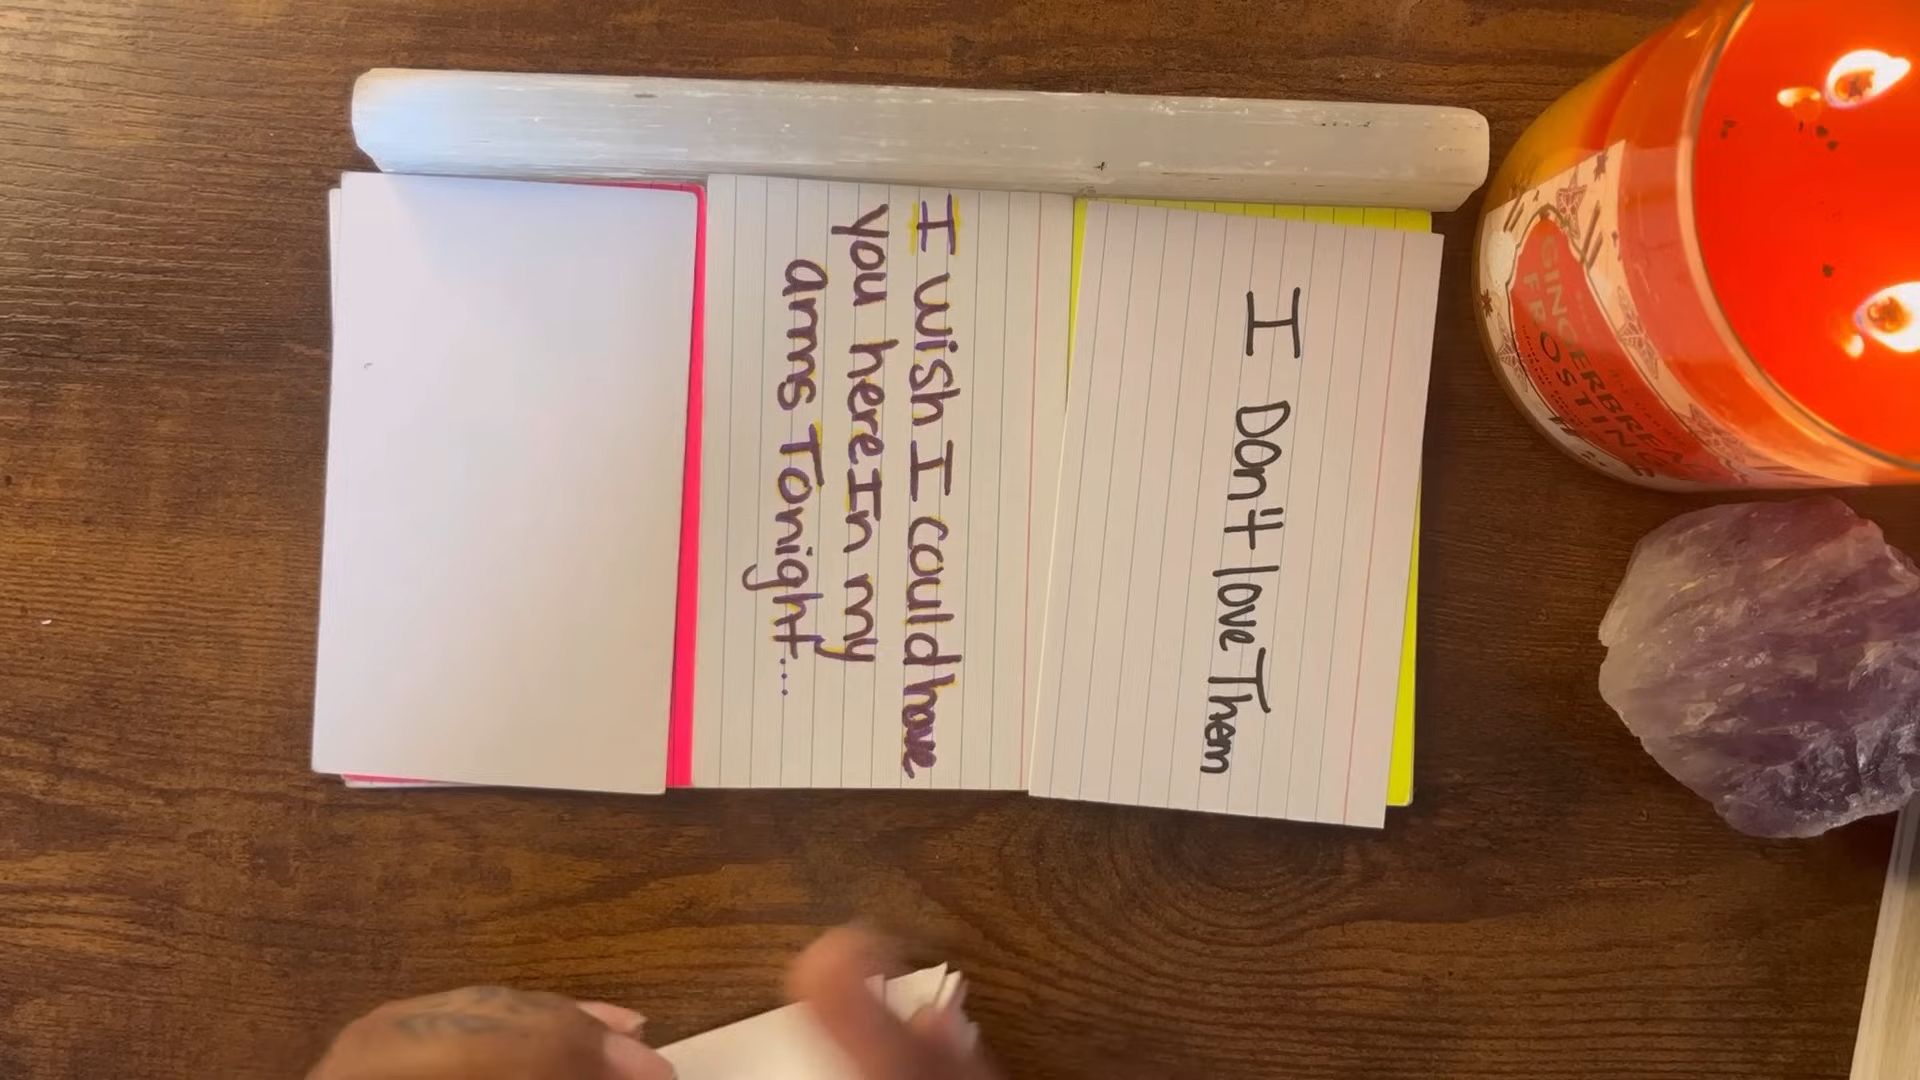 I wish I could have
you here In my
arms Tonight...
I Don't love Them
GINGERBREAD
FROSTING